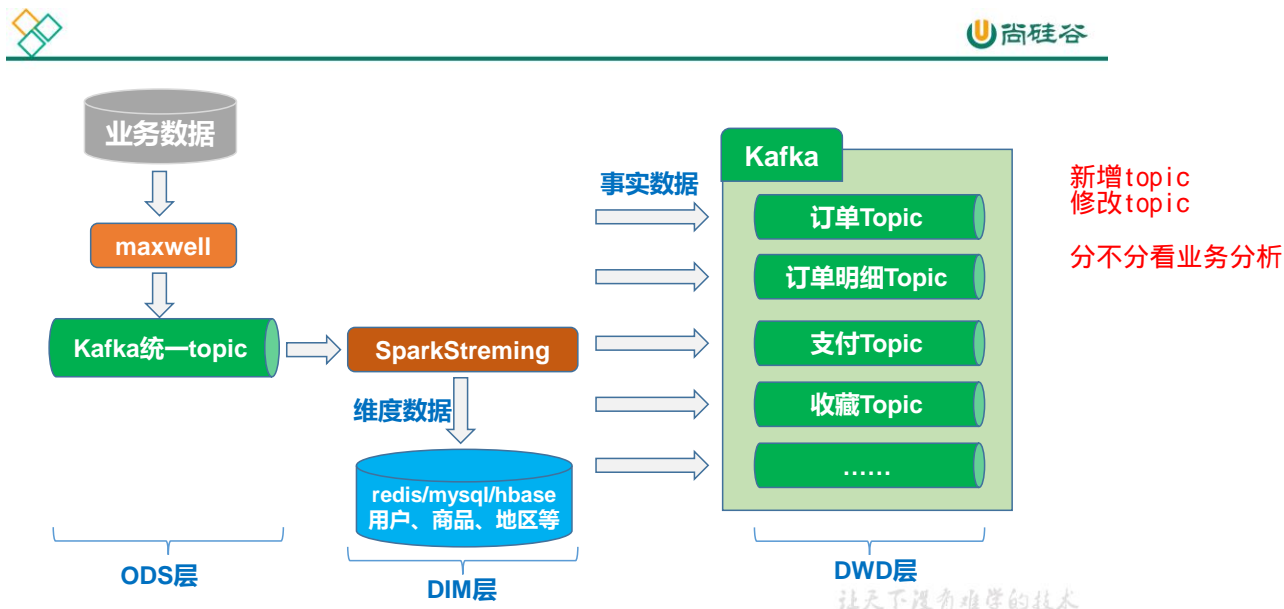 尚硅谷
业务数据
maxwell
Kafka统一topic
SparkStreming
维度数据
redis/mysql/hbase
用户、商品、地区等
事实数据
Kafka
订单Topic
订单明细Topic
支付Topic
收藏Topic
……
新增topic
修改topic
分不分看业务分析
ODS层
DIM层
DWD层
让天下没有难学的技术